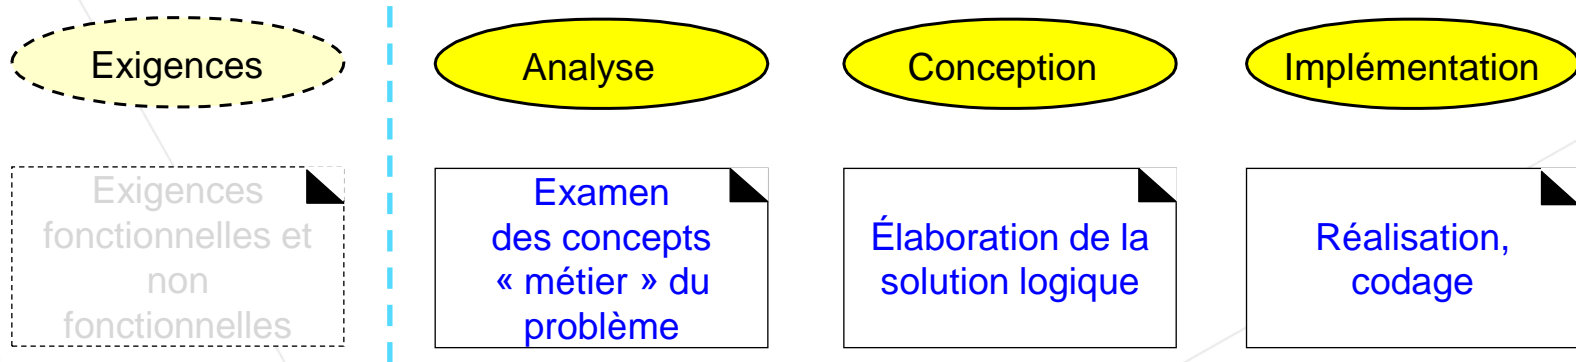 Exigences
Analyse
Conception
Implémentation
Exigences
fonctionnelles et
non
fonctionnelles
Examen
des concepts
« métier » du
problème
Élaboration de la
solution logique
Réalisation,
codage